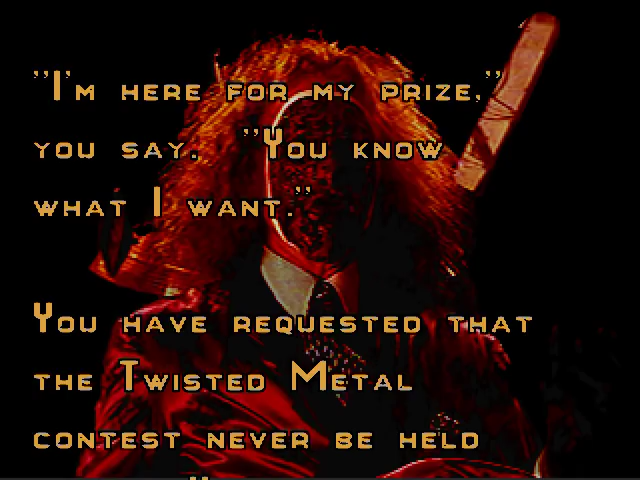 "I'm here for my prize,"
you say.  "You know
what I want."
You have requested that
the Twisted Metal
contest never be held